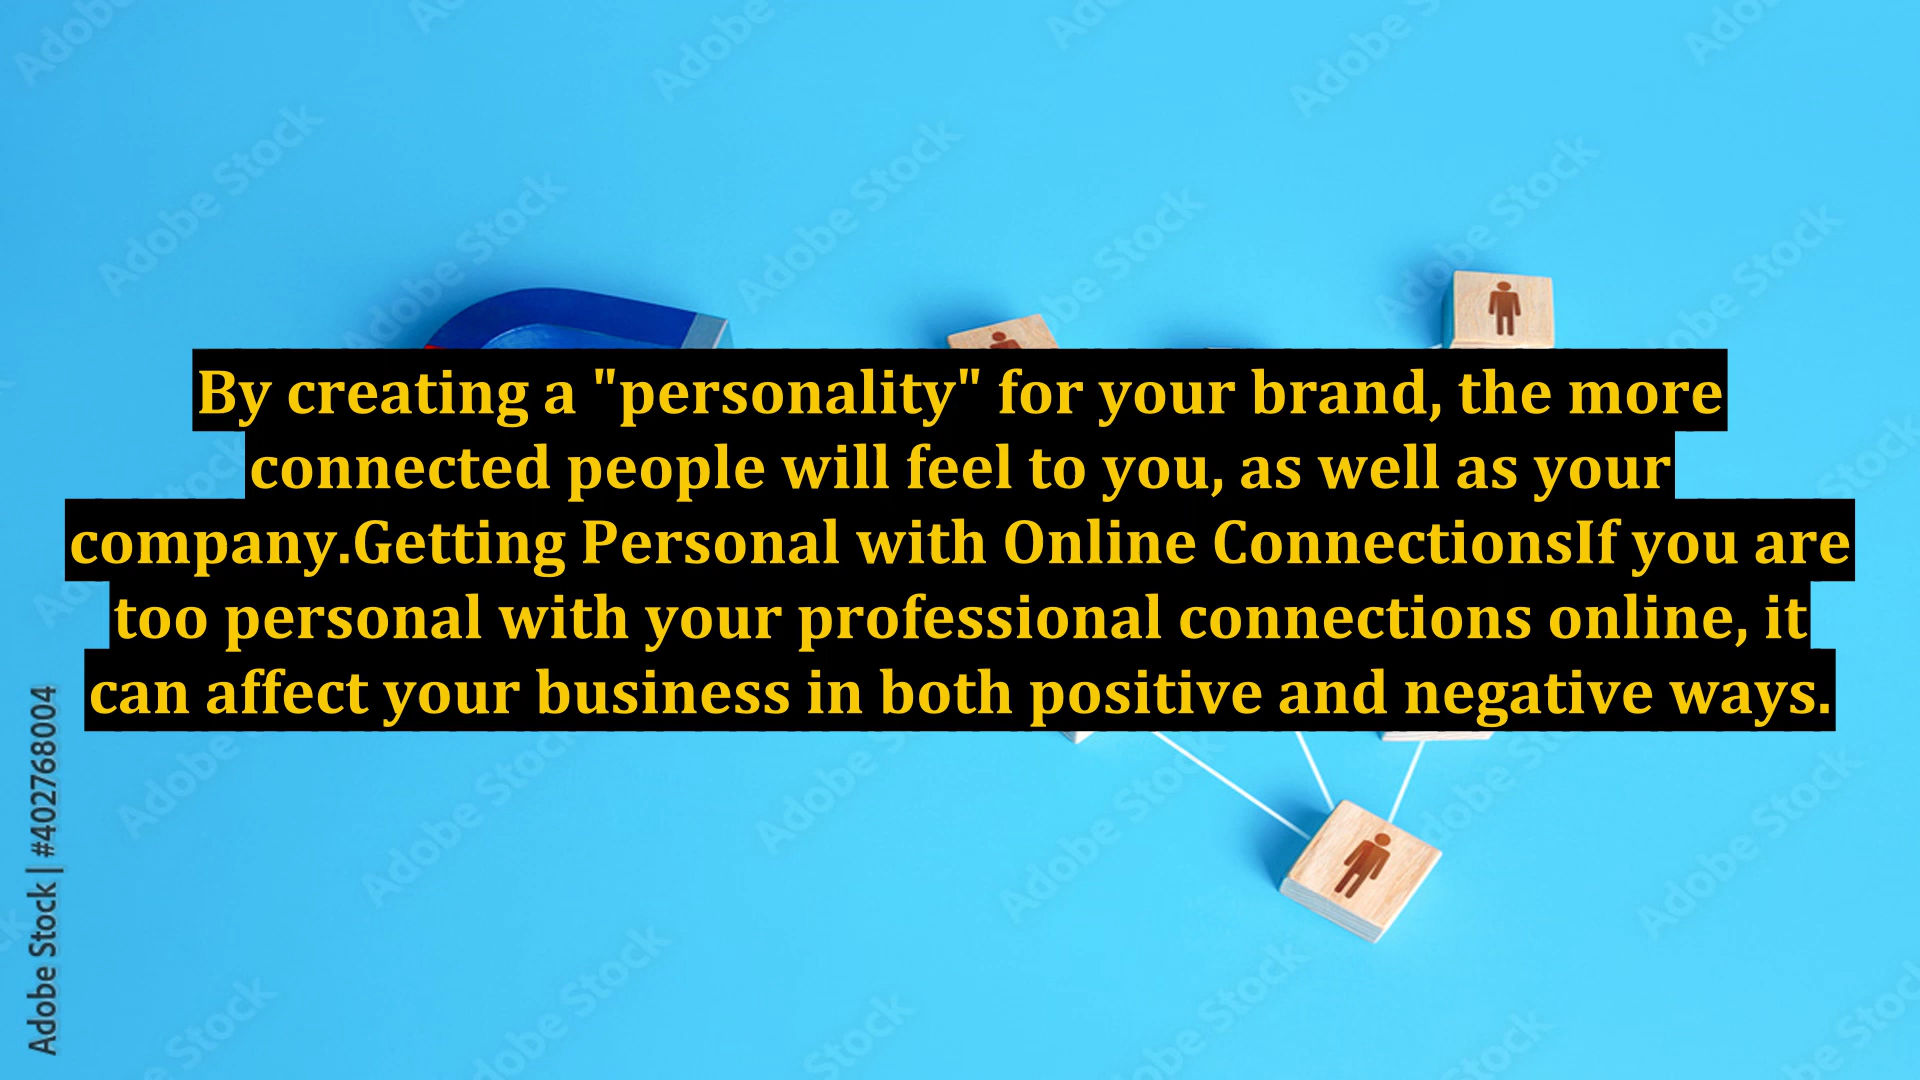 By creating a "personality" for your brand, the more
connected people will feel to you, as well as your
company.Getting Personal with Online ConnectionsIf you are
too personal with your professional connections online, it
can affect your business in both positive and negative ways.
Adobe Stock | #402768004
Adobe Stock